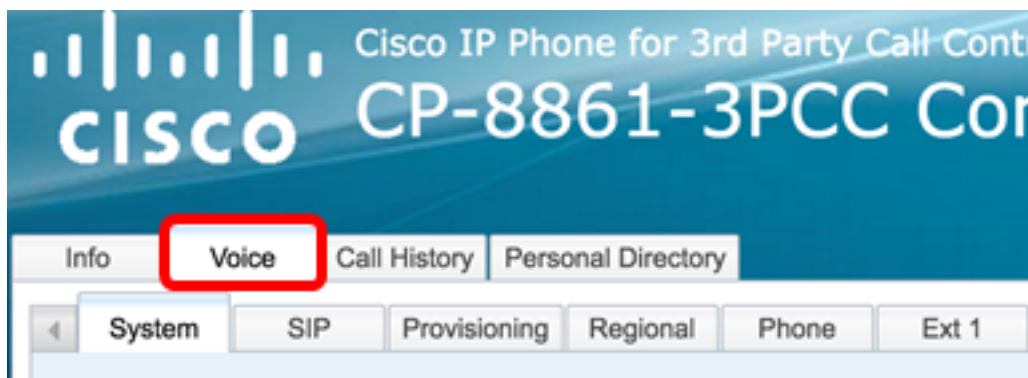 Cisco IP Phone for 3rd Party Call Cont
CISCO
CP-8861-3PCC Cor
Info Voice Call History Personal Directory
System SIP Provisioning Regional Phone Ext 1